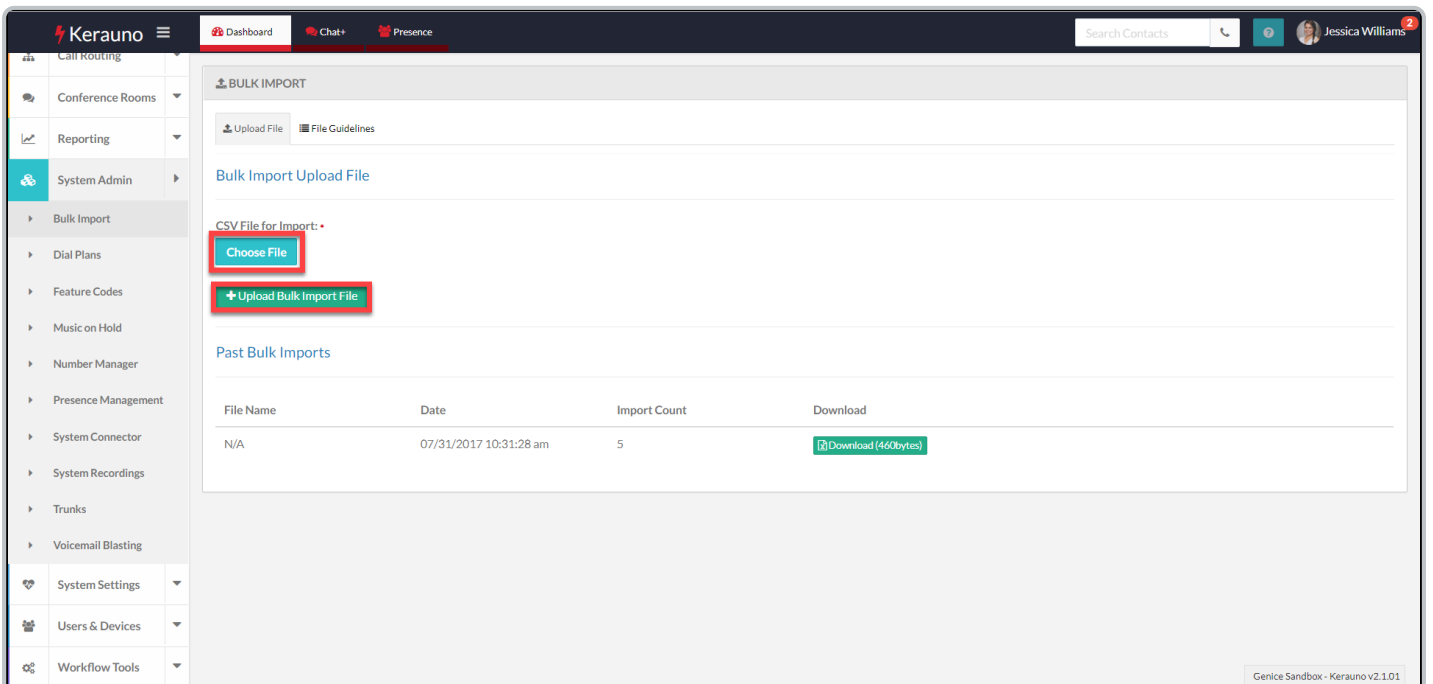 Kerauno
Dashboard
Chat+
Presence
Search Contacts
?
Jessica Williams
2
Call Routing
Conference Rooms
Reporting
System Admin
Bulk Import
Dial Plans
Feature Codes
Music on Hold
Number Manager
Presence Management
System Connector
System Recordings
Trunks
Voicemail Blasting
System Settings
Users & Devices
Workflow Tools
BULK IMPORT
Upload File
File Guidelines
Bulk Import Upload File
CSV File for Import: •
Choose File
+ Upload Bulk Import File
Past Bulk Imports
File Name Date Import Count Download
N/A 07/31/2017 10:31:28 am 5 Download (460bytes)
Genice Sandbox - Kerauno v2.1.01